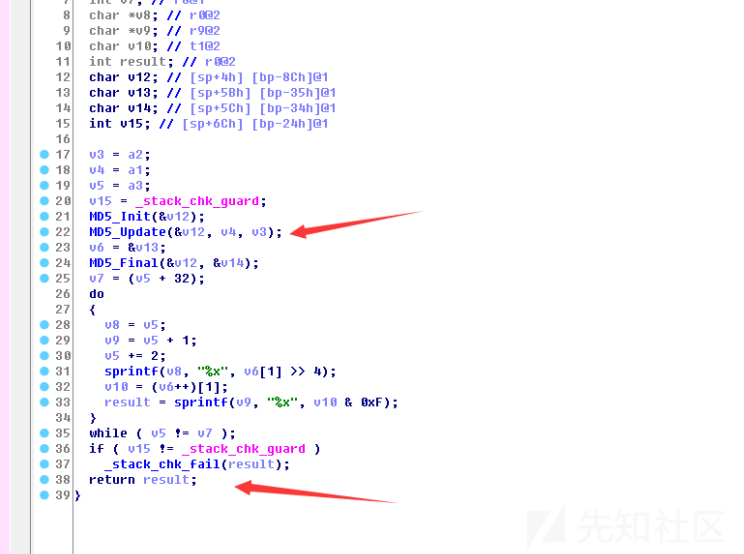 7 int v7; // r0@1
8 char *v8; // r0@2
9 char *v9; // r9@2
10 char v10; // t1@2
11 int result; // r0@2
12 char v12; // [sp+4h] [bp-8Ch]@1
13 char v13; // [sp+5Bh] [bp-35h]@1
14 char v14; // [sp+5Ch] [bp-34h]@1
15 int v15; // [sp+6Ch] [bp-24h]@1
16
17 v3 = a2;
18 v4 = a1;
19 v5 = a3;
20 v15 = _stack_chk_guard;
21 MD5_Init(&v12);
22 MD5_Update(&v12, v4, v3);
23 v6 = &v13;
24 MD5_Final(&v12, &v14);
25 v7 = (v5 + 32);
26 do
27 {
28 v8 = v5;
29 v9 = v5 + 1;
30 v5 += 2;
31 sprintf(v8, "%x", v6[1] >> 4);
32 v10 = (v6++)[1];
33 result = sprintf(v9, "%x", v10 & 0xF);
34 }
35 while ( v5 != v7 );
36 if ( v15 != _stack_chk_guard )
37 _stack_chk_fail(result);
38 return result;
39 }
先知社区